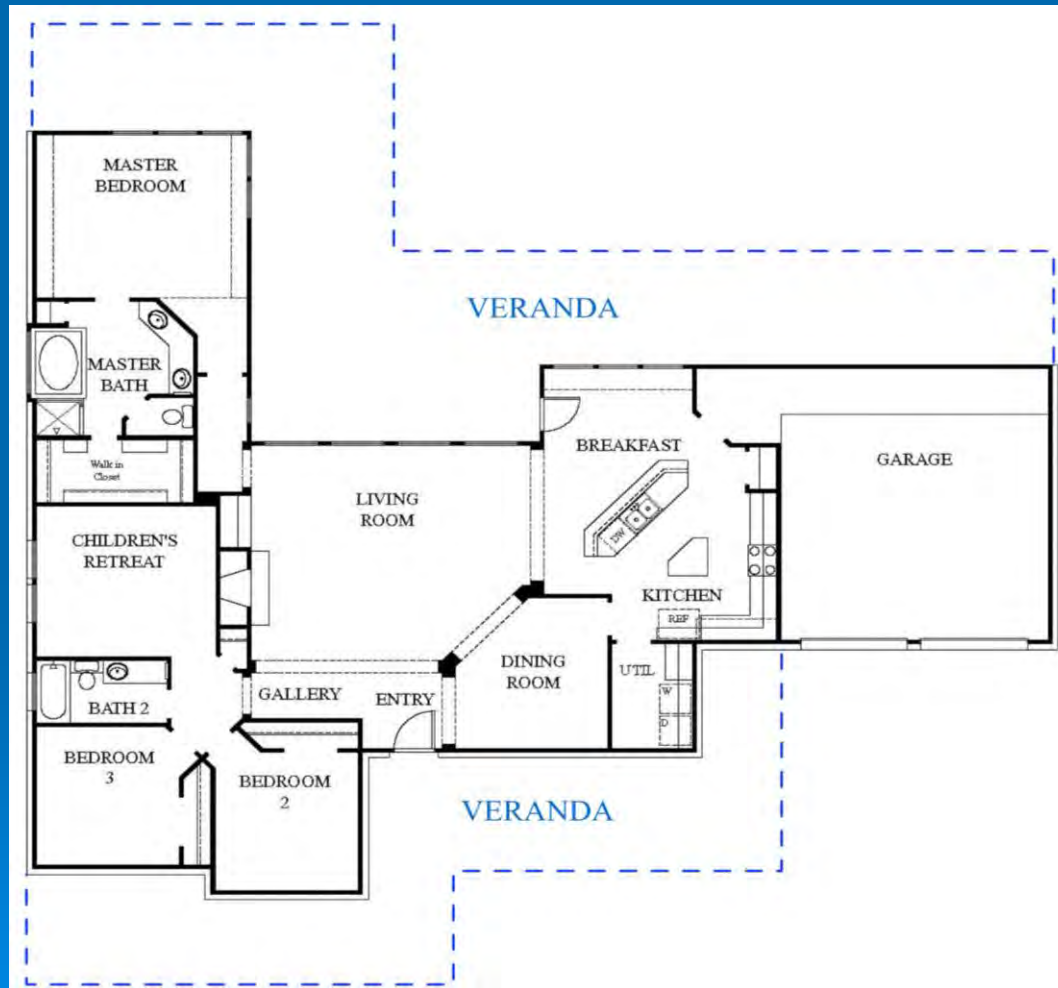 MASTER
BEDROOM
VERANDA
MASTER
BATH
Walk in
Closet
BREAKFAST
GARAGE
LIVING
ROOM
DW
CHILDREN'S
RETREAT
KITCHEN
REF
DINING
ROOM
UTIL
W
D
GALLERY
ENTRY
BATH 2
BEDROOM
3
BEDROOM
2
VERANDA